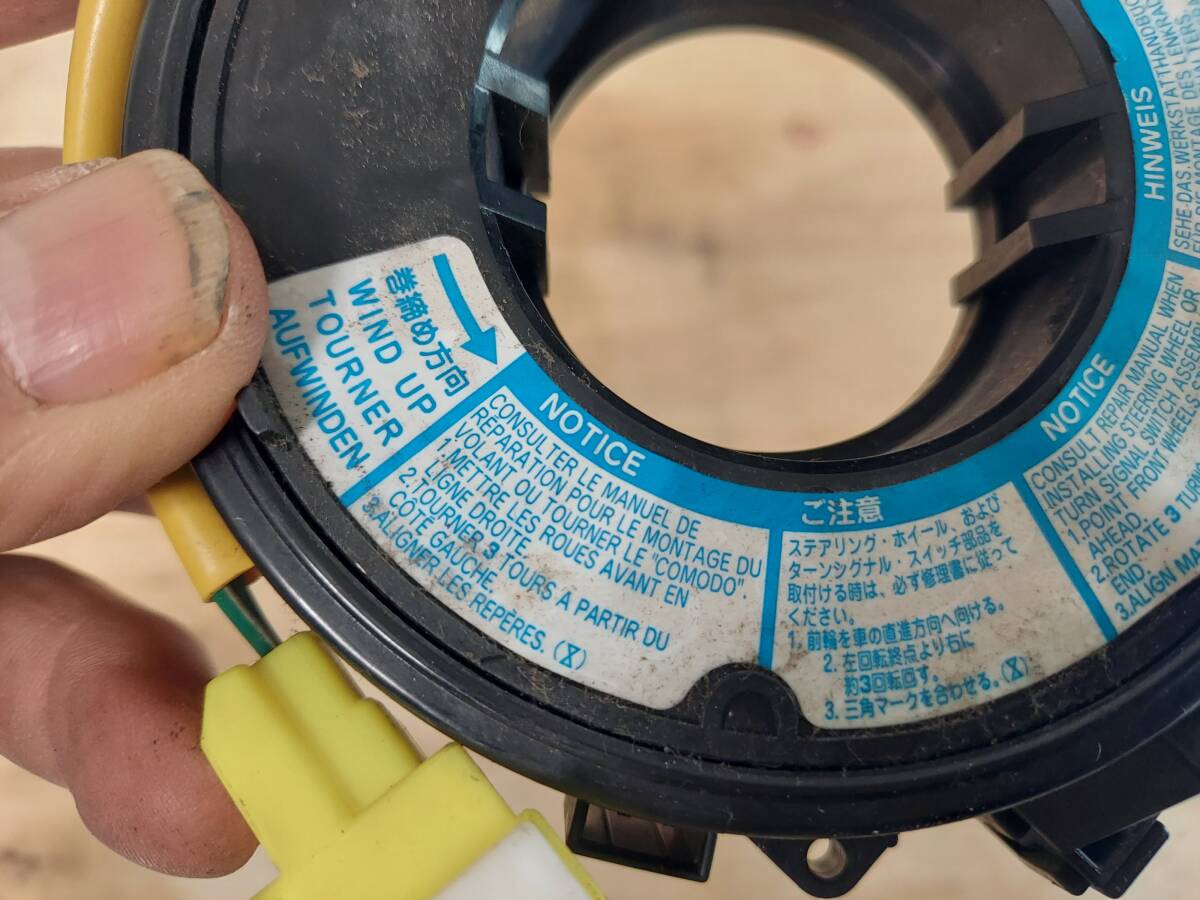 巻締め方向
WIND UP
TOURNER
AUFWINDEN
NOTICE
CONSULTER LE MANUEL DE
RÉPARATION POUR LE MONTAGE DU
VOLANT OU TOURNER LE "COMODO".
1.METTRE LES ROUES AVANT EN
LIGNE DROITE.
2.TOURNER 3 TOURS A PARTIR DU
COTÉ GAUCHE
3.ALIGNER LES REPÈRES.
ご注意
ステアリング・ホイール、および
ターンシグナル・スイッチ部品を
取付ける時は、必ず修理書に従って
ください。
1. 前輪を車の直進方向へ向ける。
2. 左回転終点より右に
約3回転回す。
3. 三角マークを合わせる。
NOTICE
CONSULT REPAIR MANUAL WHEN
INSTALLING STEERING WHEEL OR
TURN SIGNAL SWITCH
1.POINT FRONT WHEELS
AHEAD.
2.ROTATE 3
END.
3.ALIGN
HINWEIS
SEHE DAS WERKSTATTHANDBUCH